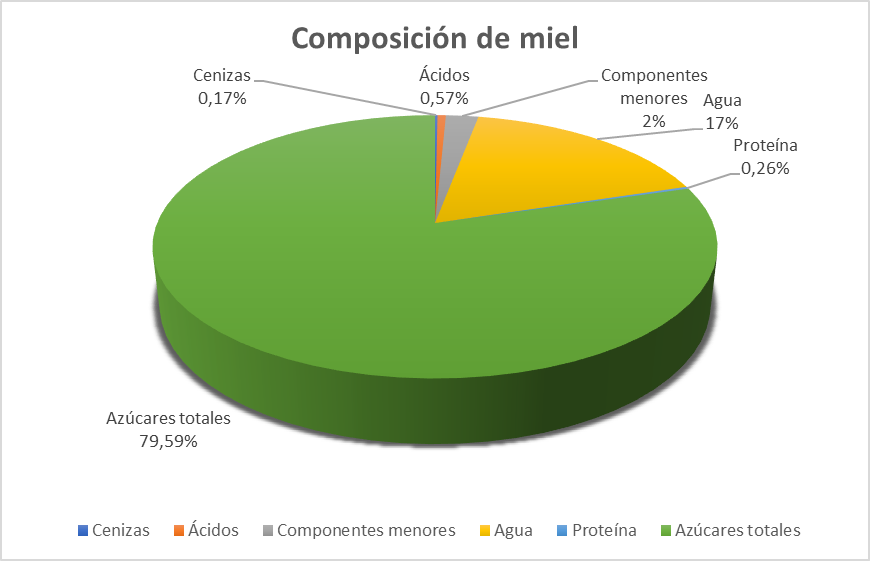 Composición de miel
Cenizas
0,17%
Ácidos
0,57%
Componentes
menores
2%
Agua
17%
Proteína
0,26%
Azúcares totales
79,59%
Cenizas Ácidos Componentes menores Agua Proteína Azúcares totales